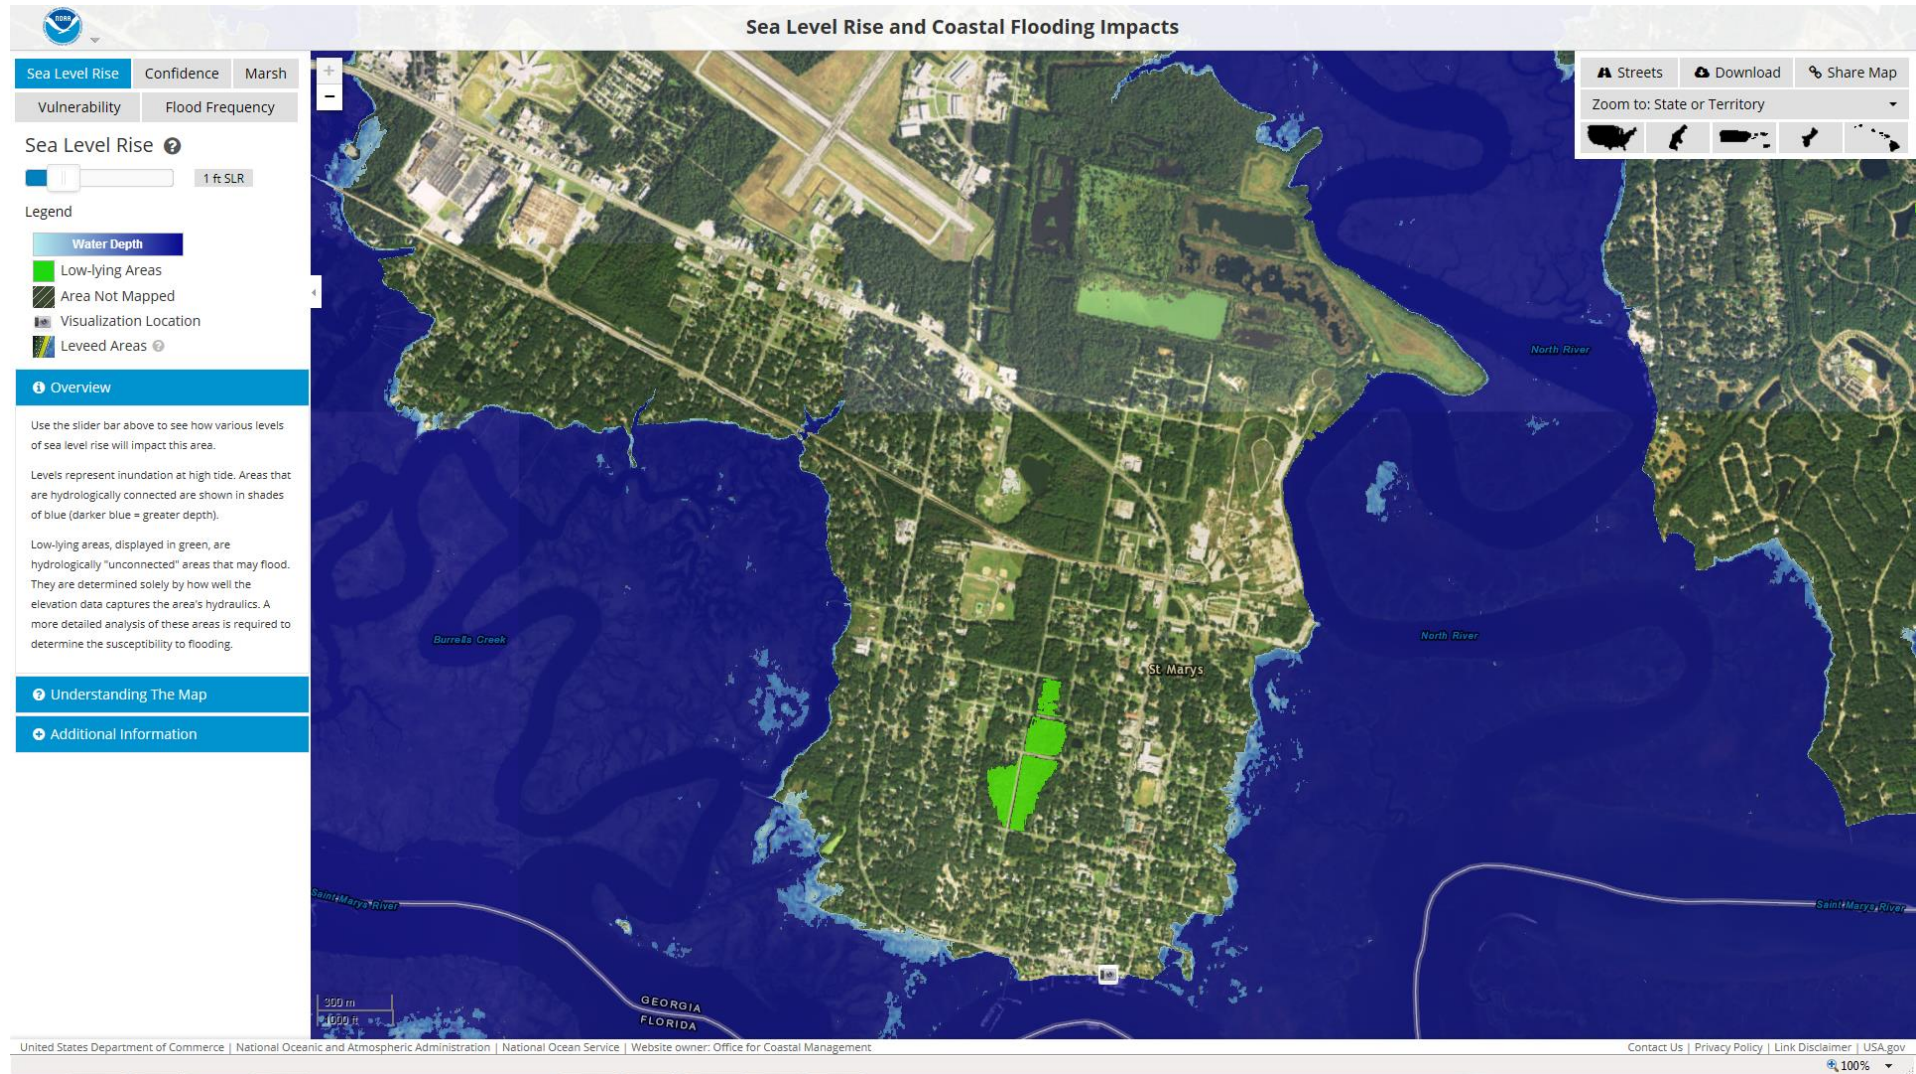 NOAA
Sea Level Rise and Coastal Flooding Impacts
Sea Level Rise
Confidence
Marsh
Vulnerability
Flood Frequency
Sea Level Rise ?
1 ft SLR
Legend
Water Depth
Low-lying Areas
Area Not Mapped
Visualization Location
Leveed Areas ?
Overview
Use the slider bar above to see how various levels
of sea level rise will impact this area.
Levels represent inundation at high tide. Areas that
are hydrologically connected are shown in shades
of blue (darker blue = greater depth).
Low-lying areas, displayed in green, are
hydrologically "unconnected" areas that may flood.
They are determined solely by how well the
elevation data captures the area's hydraulics. A
more detailed analysis of these areas is required to
determine the susceptibility to flooding.
Understanding The Map
Additional Information
+
-
Streets
Download
Share Map
Zoom to: State or Territory
North River
Burrells Creek
North River
St Marys
Saint Marys River
Saint Marys River
GEORGIA
FLORIDA
300 m
1000 ft
United States Department of Commerce | National Oceanic and Atmospheric Administration | National Ocean Service | Website owner: Office for Coastal Management
Contact Us | Privacy Policy | Link Disclaimer | USA.gov
100%